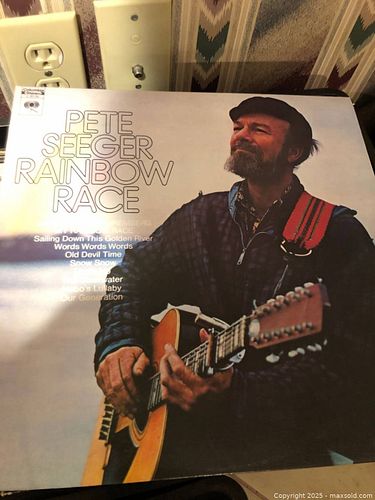 PETE
SEEGER
RAINBOW
RACE
Sailing Down This Golden River
Words Words Words
Old Devil Time
Snow Snow
Lullaby
Our Generation
Copyright 2025 - maxsold.com